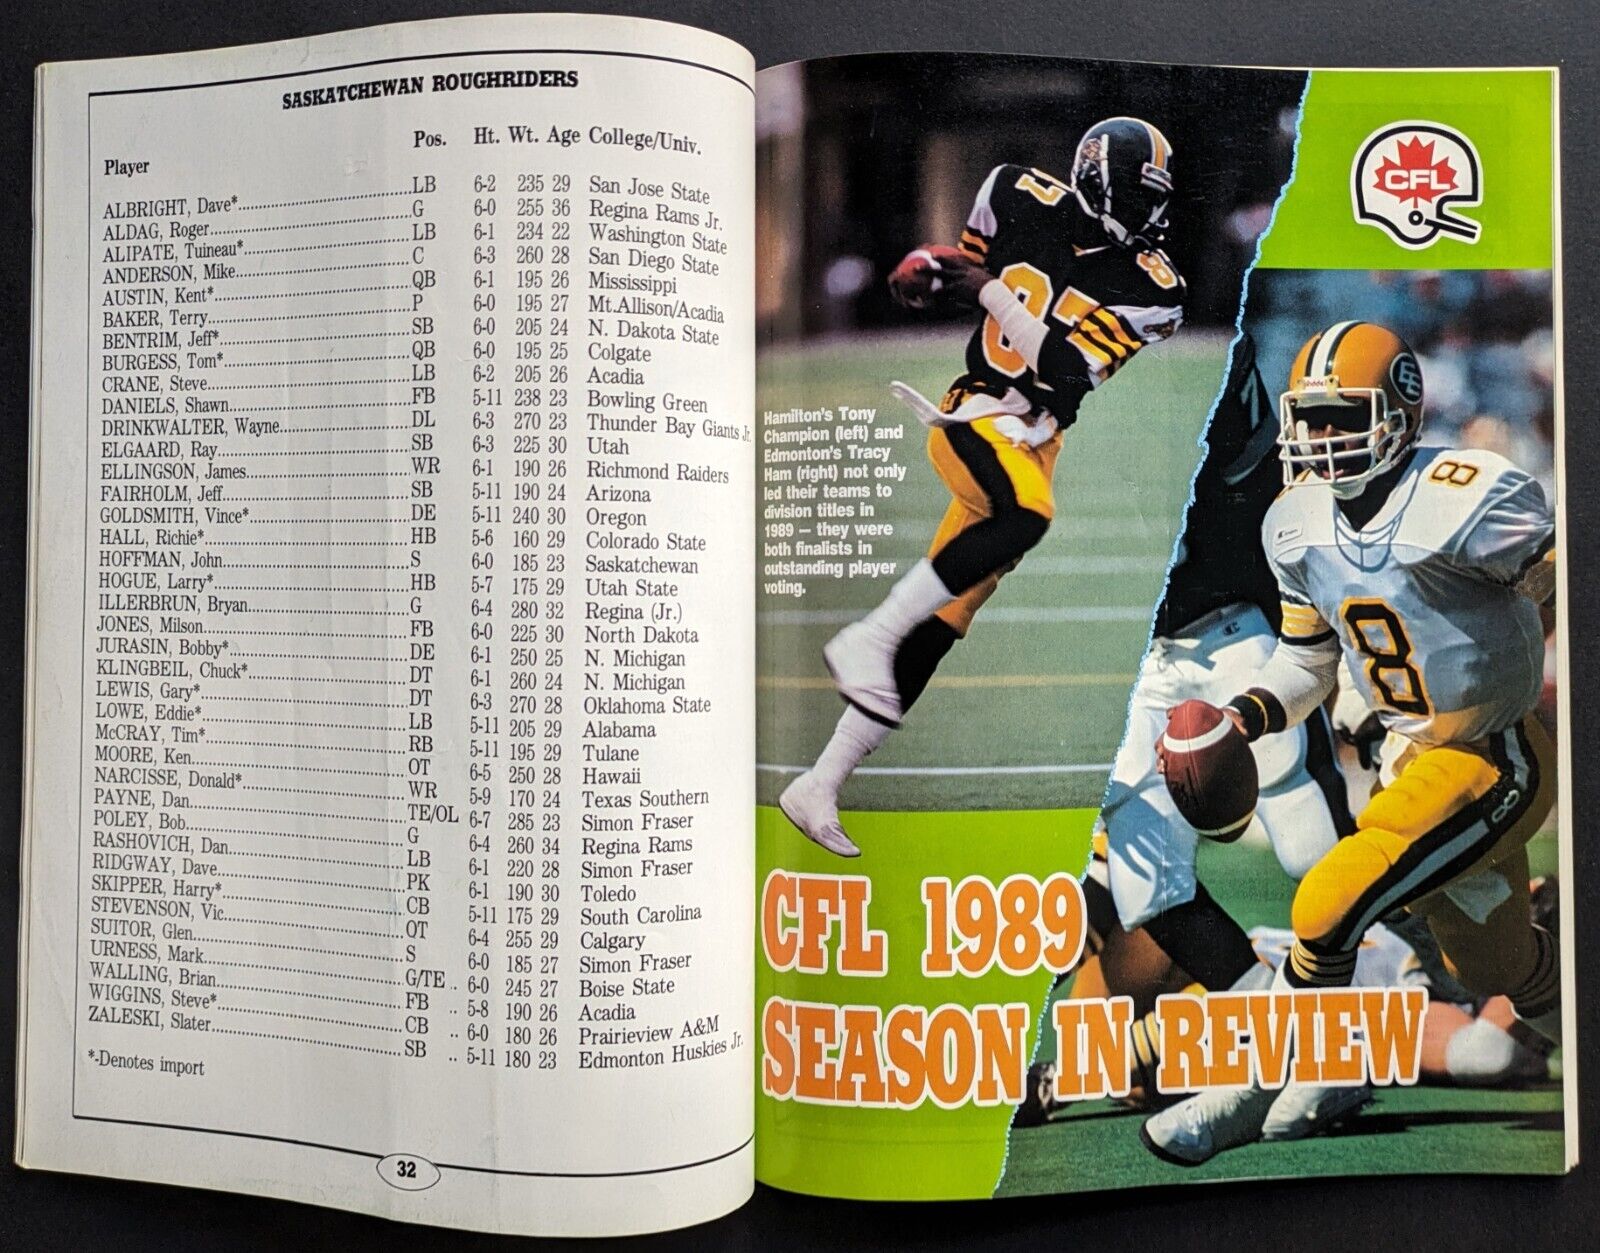 SASKATCHEWAN ROUGHRIDERS
Player Pos. Ht. Wt. Age College/Univ.
ALBRIGHT, Dave* LB 6-2 235 29 San Jose State
ALDAG, Roger G 6-0 255 36 Regina Rams Jr.
ALIPATE, Tuineau* LB 6-1 234 22 Washington State
ANDERSON, Mike C 6-3 260 28 San Diego State
AUSTIN, Kent* QB 6-1 195 26 Mississippi
BAKER, Terry P 6-0 195 27 Mt.Allison/Acadia
BENTRIM, Jeff* SB 6-0 205 24 N. Dakota State
BURGESS, Tom* QB 6-0 195 25 Colgate
CRANE, Steve LB 6-2 205 26 Acadia
DANIELS, Shawn FB 5-11 238 23 Bowling Green
DRINKWALTER, Wayne DL 6-3 270 23 Thunder Bay Giants Jr.
ELGAARD, Ray SB 6-3 225 30 Utah
ELLINGSON, James WR 6-1 190 26 Richmond Raiders
FAIRHOLM, Jeff SB 5-11 190 24 Arizona
GOLDSMITH, Vince* DE 5-11 240 30 Oregon
HALL, Richie* HB 5-6 160 29 Colorado State
HOFFMAN, John S 6-0 185 23 Saskatchewan
HOGUE, Larry* HB 5-7 175 29 Utah State
ILLERBRUN, Bryan G 6-4 280 32 Regina (Jr.)
JONES, Milson FB 6-0 225 30 North Dakota
JURASIN, Bobby* DE 6-1 250 25 N. Michigan
KLINGBEIL, Chuck* DT 6-1 260 24 N. Michigan
LEWIS, Gary* DT 6-3 270 28 Oklahoma State
LOWE, Eddie* LB 5-11 205 29 Alabama
McCRAY, Tim* RB 5-11 195 29 Tulane
MOORE, Ken OT 6-5 250 28 Hawaii
NARCISSE, Donald* WR 5-9 170 24 Texas Southern
PAYNE, Dan TE/OL 6-7 285 23 Simon Fraser
POLEY, Bob G 6-4 260 34 Regina Rams
RASHOVICH, Dan LB 6-1 220 28 Simon Fraser
RIDGWAY, Dave PK 6-1 190 30 Toledo
SKIPPER, Harry* CB 5-11 175 29 South Carolina
STEVENSON, Vic OT 6-4 255 29 Calgary
SUITOR, Glen S 6-0 185 27 Simon Fraser
URNESS, Mark G/TE .. 6-0 245 27 Boise State
WALLING, Brian FB .. 5-8 190 26 Acadia
WIGGINS, Steve* CB .. 6-0 180 26 Prairieview A&M
ZALESKI, Slater SB .. 5-11 180 23 Edmonton Huskies Jr.
*-Denotes import
32
CFL
87
87
Hamilton's Tony
Champion (left) and
Edmonton's Tracy
Ham (right) not only
led their teams to
division titles in
1989 — they were
both finalists in
outstanding player
voting.
Riddell
EE
8
8
8
CFL 1989
SEASON IN REVIEW